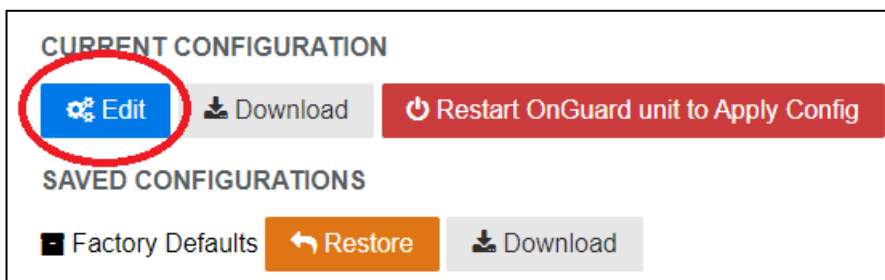 CURRENT CONFIGURATION
Edit Download Restart OnGuard unit to Apply Config
SAVED CONFIGURATIONS
Factory Defaults Restore Download